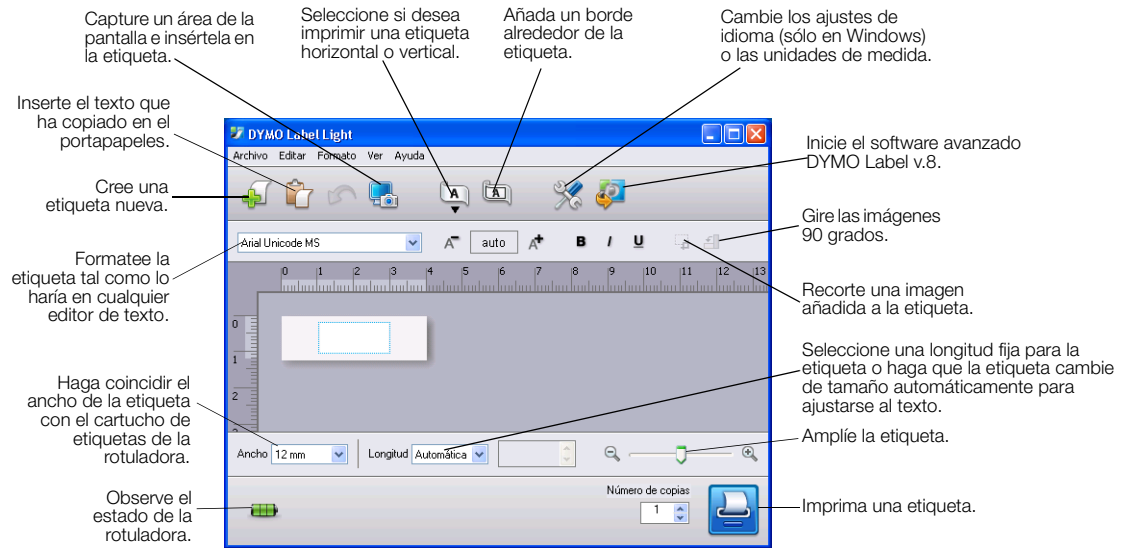 Capture un área de la
pantalla e insértela en
la etiqueta.
Seleccione si desea
imprimir una etiqueta
horizontal o vertical.
Añada un borde
alrededor de la
etiqueta.
Cambie los ajustes de
idioma (sólo en Windows)
o las unidades de medida.
Inserte el texto que
ha copiado en el
portapapeles.
Cree una
etiqueta nueva.
Formatee la
etiqueta tal como lo
haría en cualquier
editor de texto.
Haga coincidir el
ancho de la etiqueta
con el cartucho de
etiquetas de la
rotuladora.
Observe el
estado de la
rotuladora.
DYMO Label Light
Archivo Editar Formato Ver Ayuda
A A
Arial Unicode MS A auto A B I U
0 1 2 3 4 5 6 7 8 9 10 11 12 13
0
1
2
3
Ancho 12 mm Longitud Automática
Número de copias
1
Inicie el software avanzado
DYMO Label v.8.
Gire las imágenes
90 grados.
Recorte una imagen
añadida a la etiqueta.
Seleccione una longitud fija para la
etiqueta o haga que la etiqueta cambie
de tamaño automáticamente para
ajustarse al texto.
Amplíe la etiqueta.
Imprima una etiqueta.